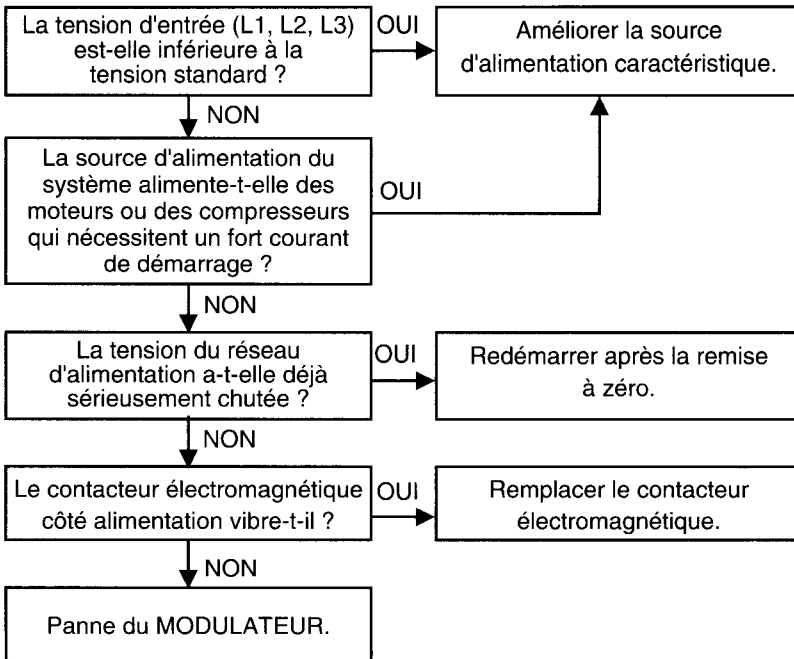 La tension d'entrée (L1, L2, L3)
est-elle inférieure à la
tension standard ?
OUI
Améliorer la source
d'alimentation caractéristique.
NON
La source d'alimentation du
système alimente-t-elle des
moteurs ou des compresseurs
qui nécessitent un fort courant
de démarrage ?
OUI
NON
La tension du réseau
d'alimentation a-t-elle déjà
sérieusement chutée ?
OUI
Redémarrer après la remise
à zéro.
NON
Le contacteur électromagnétique
côté alimentation vibre-t-il ?
OUI
Remplacer le contacteur
électromagnétique.
NON
Panne du MODULATEUR.